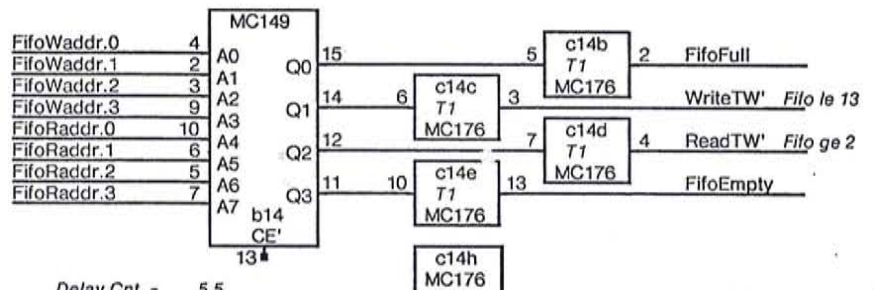 MC149
FifoWaddr.0 4 A0
FifoWaddr.1 2 A1
FifoWaddr.2 3 A2
FifoWaddr.3 9 A3
FifoRaddr.0 10 A4
FifoRaddr.1 6 A5
FifoRaddr.2 5 A6
FifoRaddr.3 7 A7
Q0 15 5 c14b 2 FifoFull
T1
MC176
Q1 14 6 c14c 3 WriteTW' Fifo le 13
T1
MC176
Q2 12 7 c14d 4 ReadTW' Fifo ge 2
T1
MC176
Q3 11 10 c14e 13 FifoEmpty
T1
MC176
b14
CE'
13
c14h
MC176
Delay Cnt = 5.5